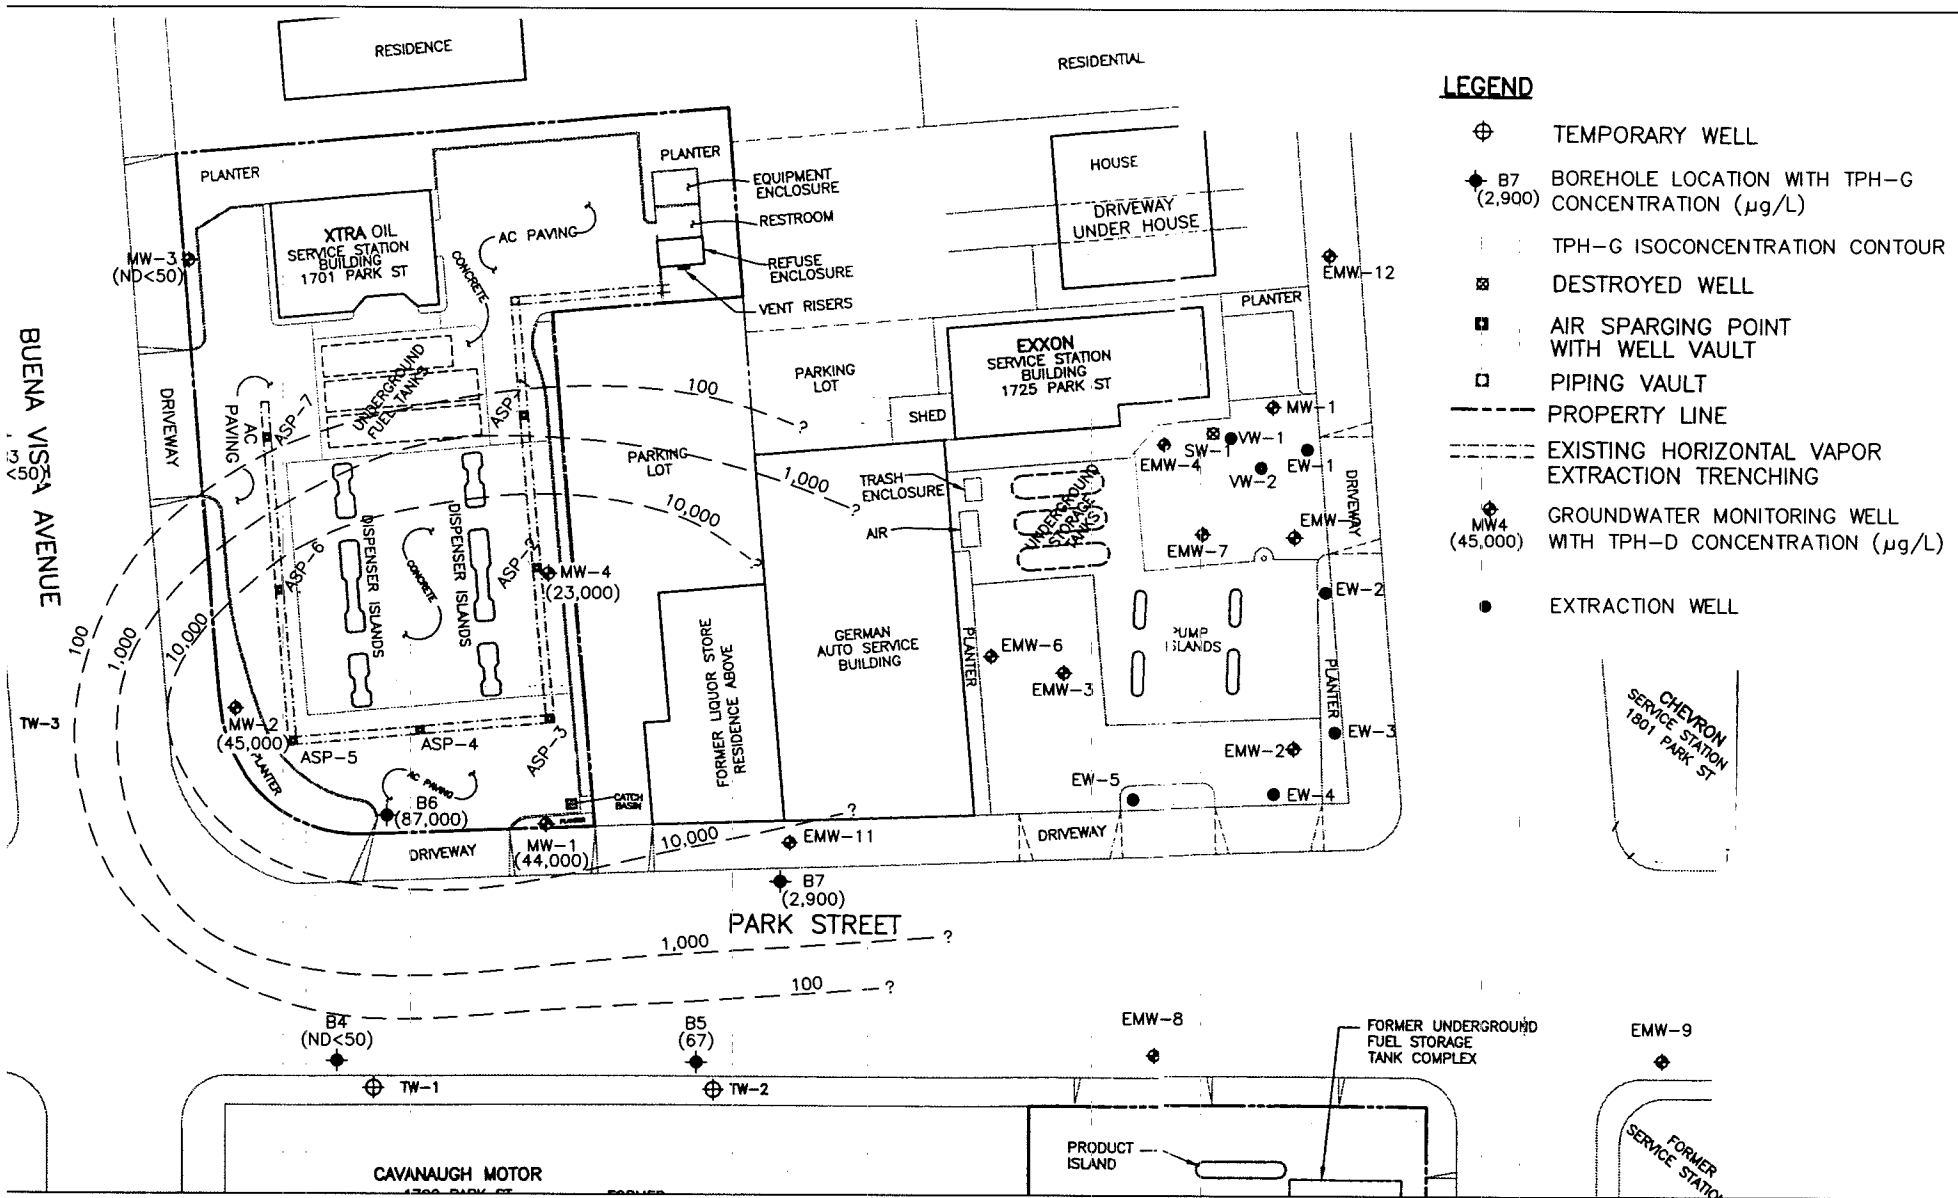 RESIDENCE
RESIDENTIAL
PLANTER
XTRA OIL
SERVICE STATION
BUILDING
1701 PARK ST
MW-3
(ND<50)
AC PAVING
CONCRETE
PLANTER
EQUIPMENT
ENCLOSURE
RESTROOM
REFUSE
ENCLOSURE
VENT RISERS
HOUSE
DRIVEWAY
UNDER HOUSE
EMW-12
PLANTER
BUENA VISTA AVENUE
<50)
DRIVEWAY
AC
PAVING
ASP-7
UNDERGROUND
FUEL TANKS
100
?
PARKING
LOT
SHED
EXXON
SERVICE STATION
BUILDING
1725 PARK ST
MW-1
SW-1
VW-1
EMW-4
VW-2
EW-1
DRIVEWAY
PARKING
LOT
1,000
?
10,000
?
TRASH
ENCLOSURE
AIR
UNDERGROUND
STORAGE
TANKS
EMW-7
EW-2
ASP-6
DISPENSER ISLANDS
CONCRETE
DISPENSER ISLANDS
ASP-2
MW-4
(23,000)
100
1,000
10,000
TW-3
MW-2
(45,000)
ASP-5
ASP-4
ASP-3
PLANTER
AC PAVING
B6
(87,000)
CATCH
BASIN
PLANTER
MW-1
(44,000)
DRIVEWAY
FORMER LIQUOR STORE
RESIDENCE ABOVE
GERMAN
AUTO SERVICE
BUILDING
PLANTER
EMW-6
EMW-3
PUMP
ISLANDS
PLANTER
EW-3
EMW-2
EW-5
EW-4
DRIVEWAY
10,000
?
EMW-11
B7
(2,900)
PARK STREET
1,000
?
100
?
B4
(ND<50)
B5
(67)
TW-1
TW-2
EMW-8
EMW-9
FORMER UNDERGROUND
FUEL STORAGE
TANK COMPLEX
PRODUCT
ISLAND
CAVANAUGH MOTOR
FORMER
SERVICE STATION
CHEVRON
SERVICE STATION
1801 PARK ST
LEGEND
TEMPORARY WELL
B7
(2,900)
BOREHOLE LOCATION WITH TPH-G
CONCENTRATION (µg/L)
TPH-G ISOCONCENTRATION CONTOUR
DESTROYED WELL
AIR SPARGING POINT
WITH WELL VAULT
PIPING VAULT
PROPERTY LINE
EXISTING HORIZONTAL VAPOR
EXTRACTION TRENCHING
MW4
(45,000)
GROUNDWATER MONITORING WELL
WITH TPH-D CONCENTRATION (µg/L)
EXTRACTION WELL